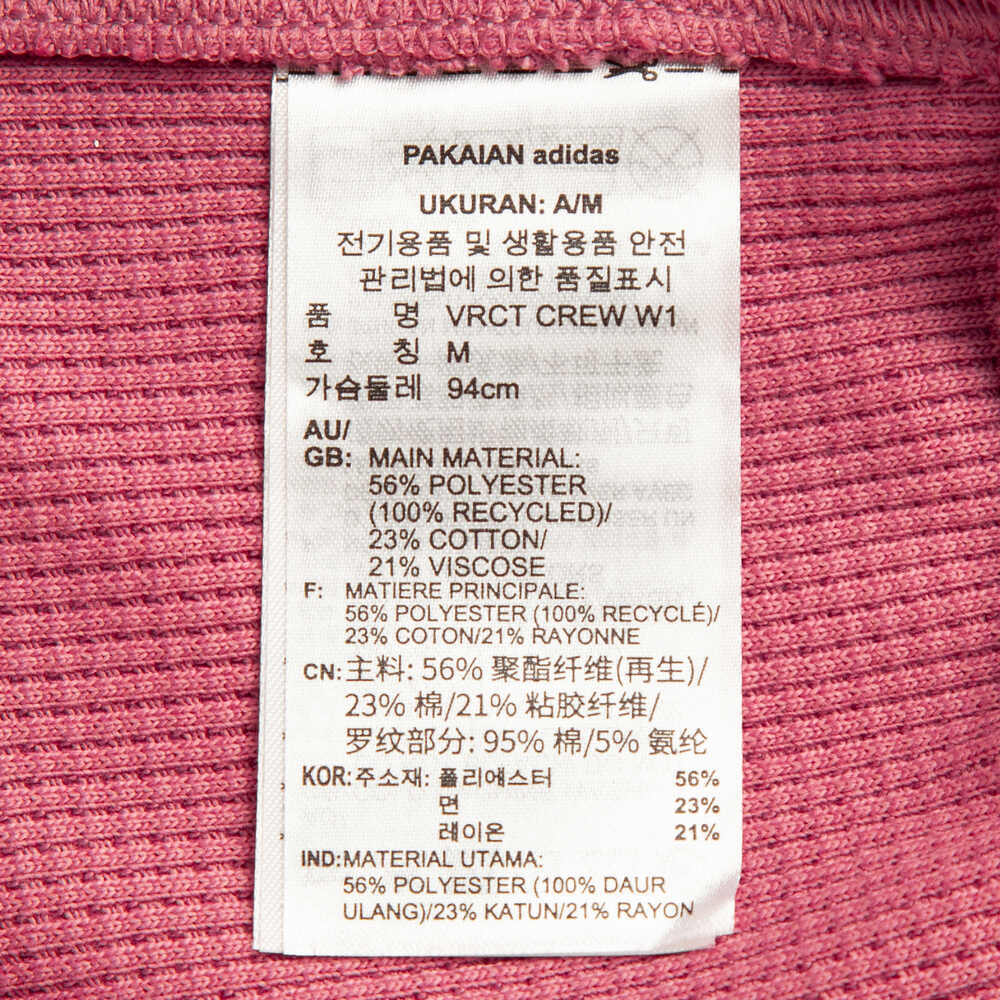 PAKAIAN adidas
UKURAN: A/M
전기용품 및 생활용품 안전
관리법에 의한 품질표시
품 명 VRCT CREW W1
호 칭 M
가슴둘레 94cm
AU/
GB: MAIN MATERIAL:
56% POLYESTER
(100% RECYCLED)/
23% COTTON/
21% VISCOSE
F: MATIERE PRINCIPALE:
56% POLYESTER (100% RECYCLÉ)/
23% COTON/21% RAYONNE
CN: 主料: 56% 聚酯纤维(再生)/
23% 棉/21% 粘胶纤维/
罗纹部分: 95% 棉/5% 氨纶
KOR: 주소재: 폴리에스터 56%
면 23%
레이온 21%
IND: MATERIAL UTAMA:
56% POLYESTER (100% DAUR
ULANG)/23% KATUN/21% RAYON